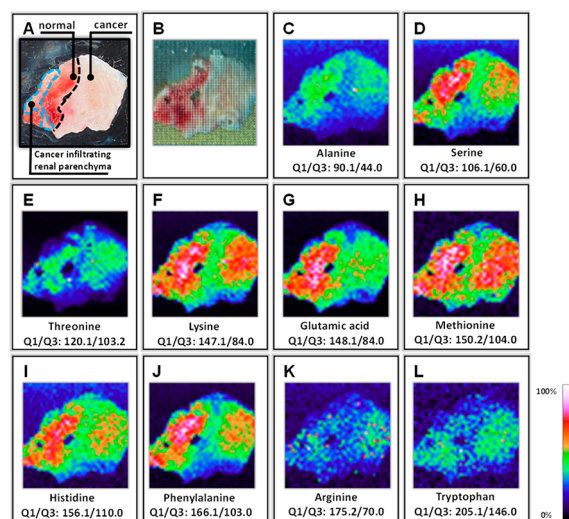 A normal cancer
Cancer infiltrating
renal parenchyma
B
C
Alanine
Q1/Q3: 90.1/44.0
D
Serine
Q1/Q3: 106.1/60.0
E
Threonine
Q1/Q3: 120.1/103.2
F
Lysine
Q1/Q3: 147.1/84.0
G
Glutamic acid
Q1/Q3: 148.1/84.0
H
Methionine
Q1/Q3: 150.2/104.0
I
Histidine
Q1/Q3: 156.1/110.0
J
Phenylalanine
Q1/Q3: 166.1/103.0
K
Arginine
Q1/Q3: 175.2/70.0
L
Tryptophan
Q1/Q3: 205.1/146.0
100%
0%